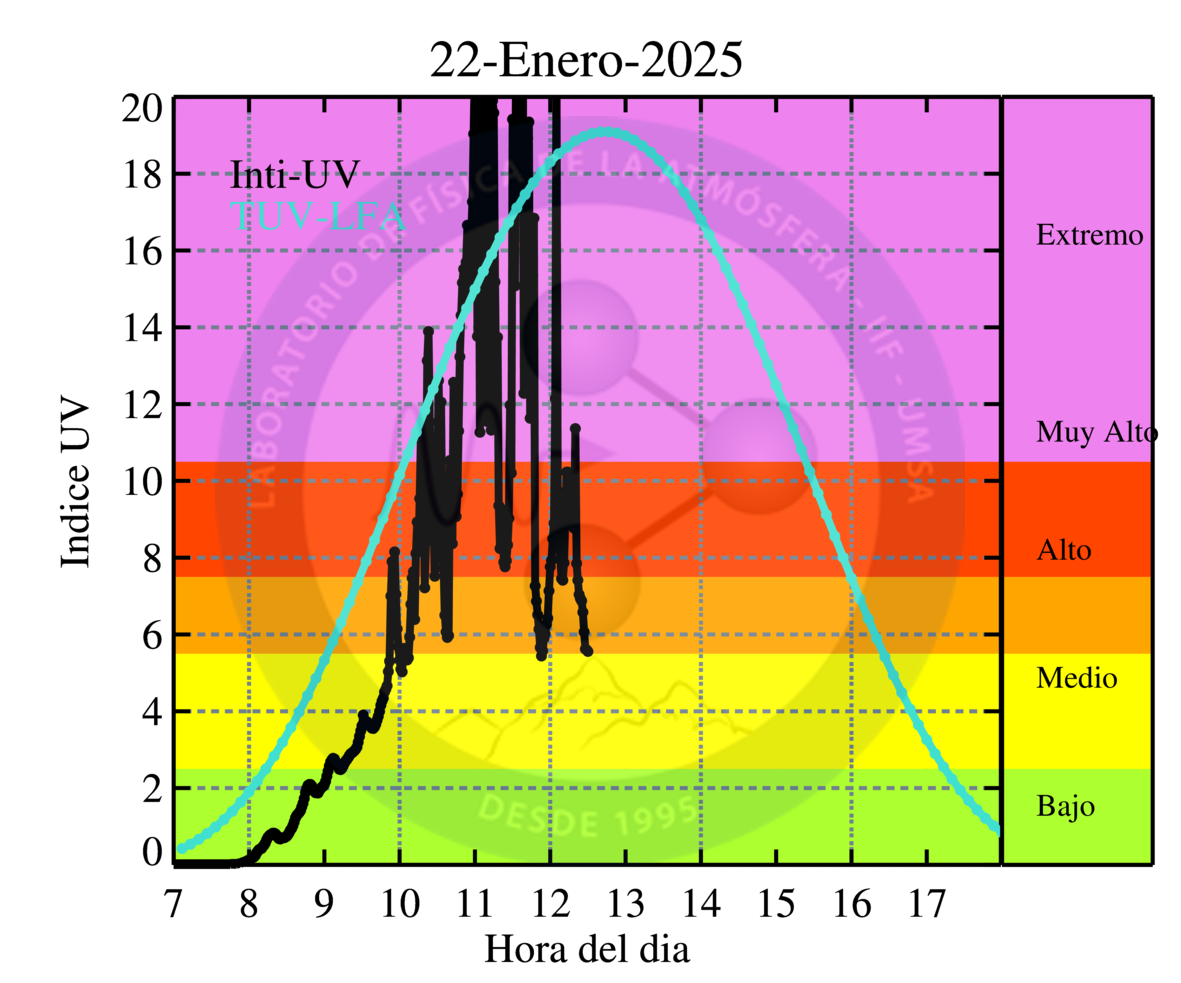 22-Enero-2025
20
18
16
14
12
10
8
6
4
2
0
Indice UV
Inti-UV
TUV-LFA
LABORATORIO DE FÍSICA DE LA ATMÓSFERA - IIF - UMSA
DESDE 1995
Extremo
Muy Alto
Alto
Medio
Bajo
7 8 9 10 11 12 13 14 15 16 17
Hora del dia